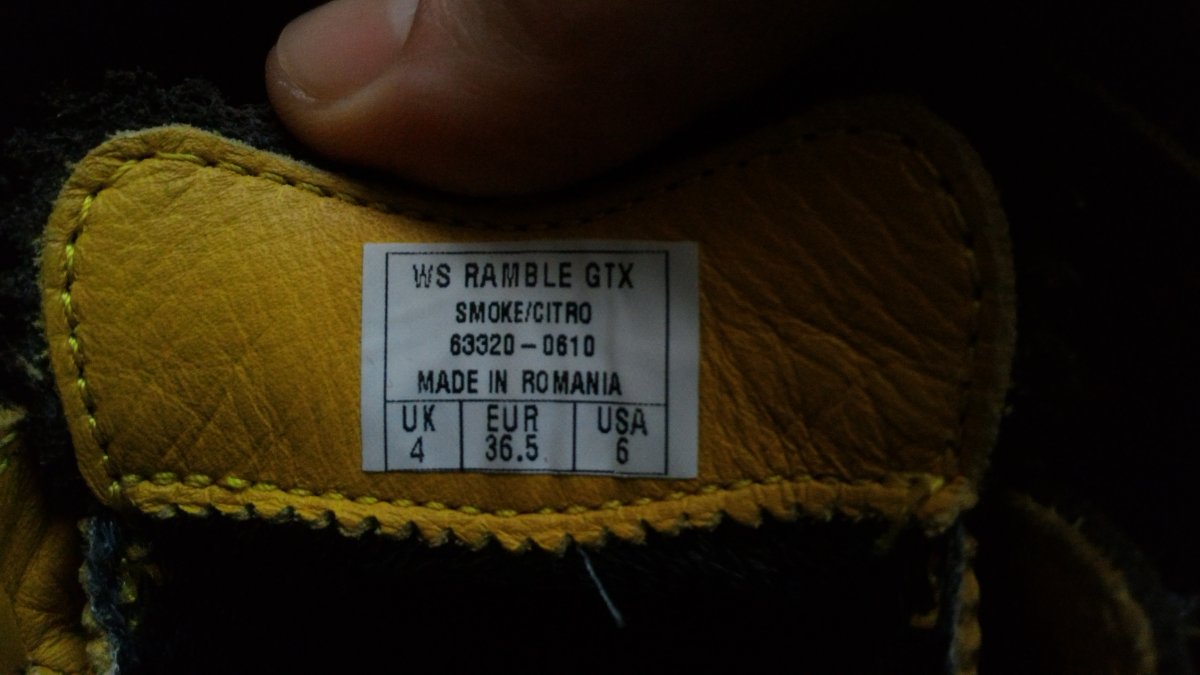 WS RAMBLE GTX
SMOKE/CITRO
63320-0610
MADE IN ROMANIA
UK EUR USA
4 36.5 6